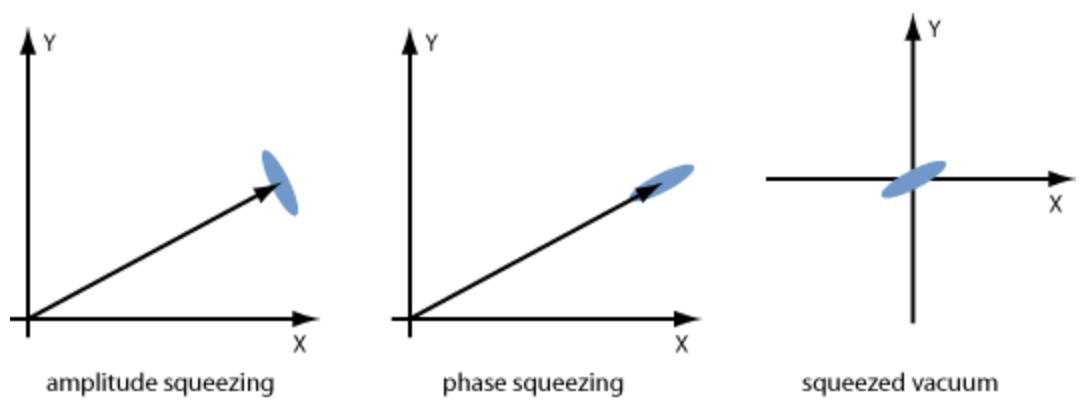 Y
X
amplitude squeezing
Y
X
phase squeezing
Y
X
squeezed vacuum